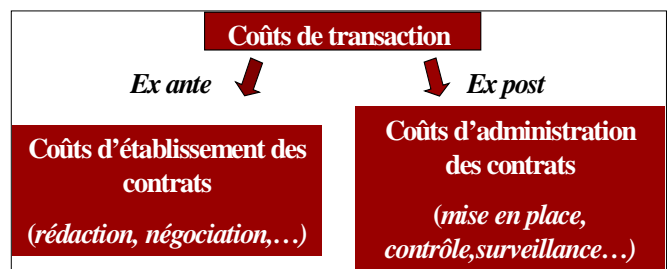 Coûts de transaction
Ex ante
Ex post
Coûts d'établissement des
contrats
(rédaction, négociation,…)
Coûts d'administration
des contrats
(mise en place,
contrôle,surveillance…)